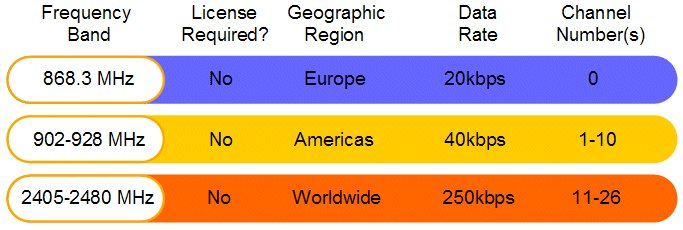 Frequency Band License Required? Geographic Region Data Rate Channel Number(s)
868.3 MHz No Europe 20kbps 0
902-928 MHz No Americas 40kbps 1-10
2405-2480 MHz No Worldwide 250kbps 11-26